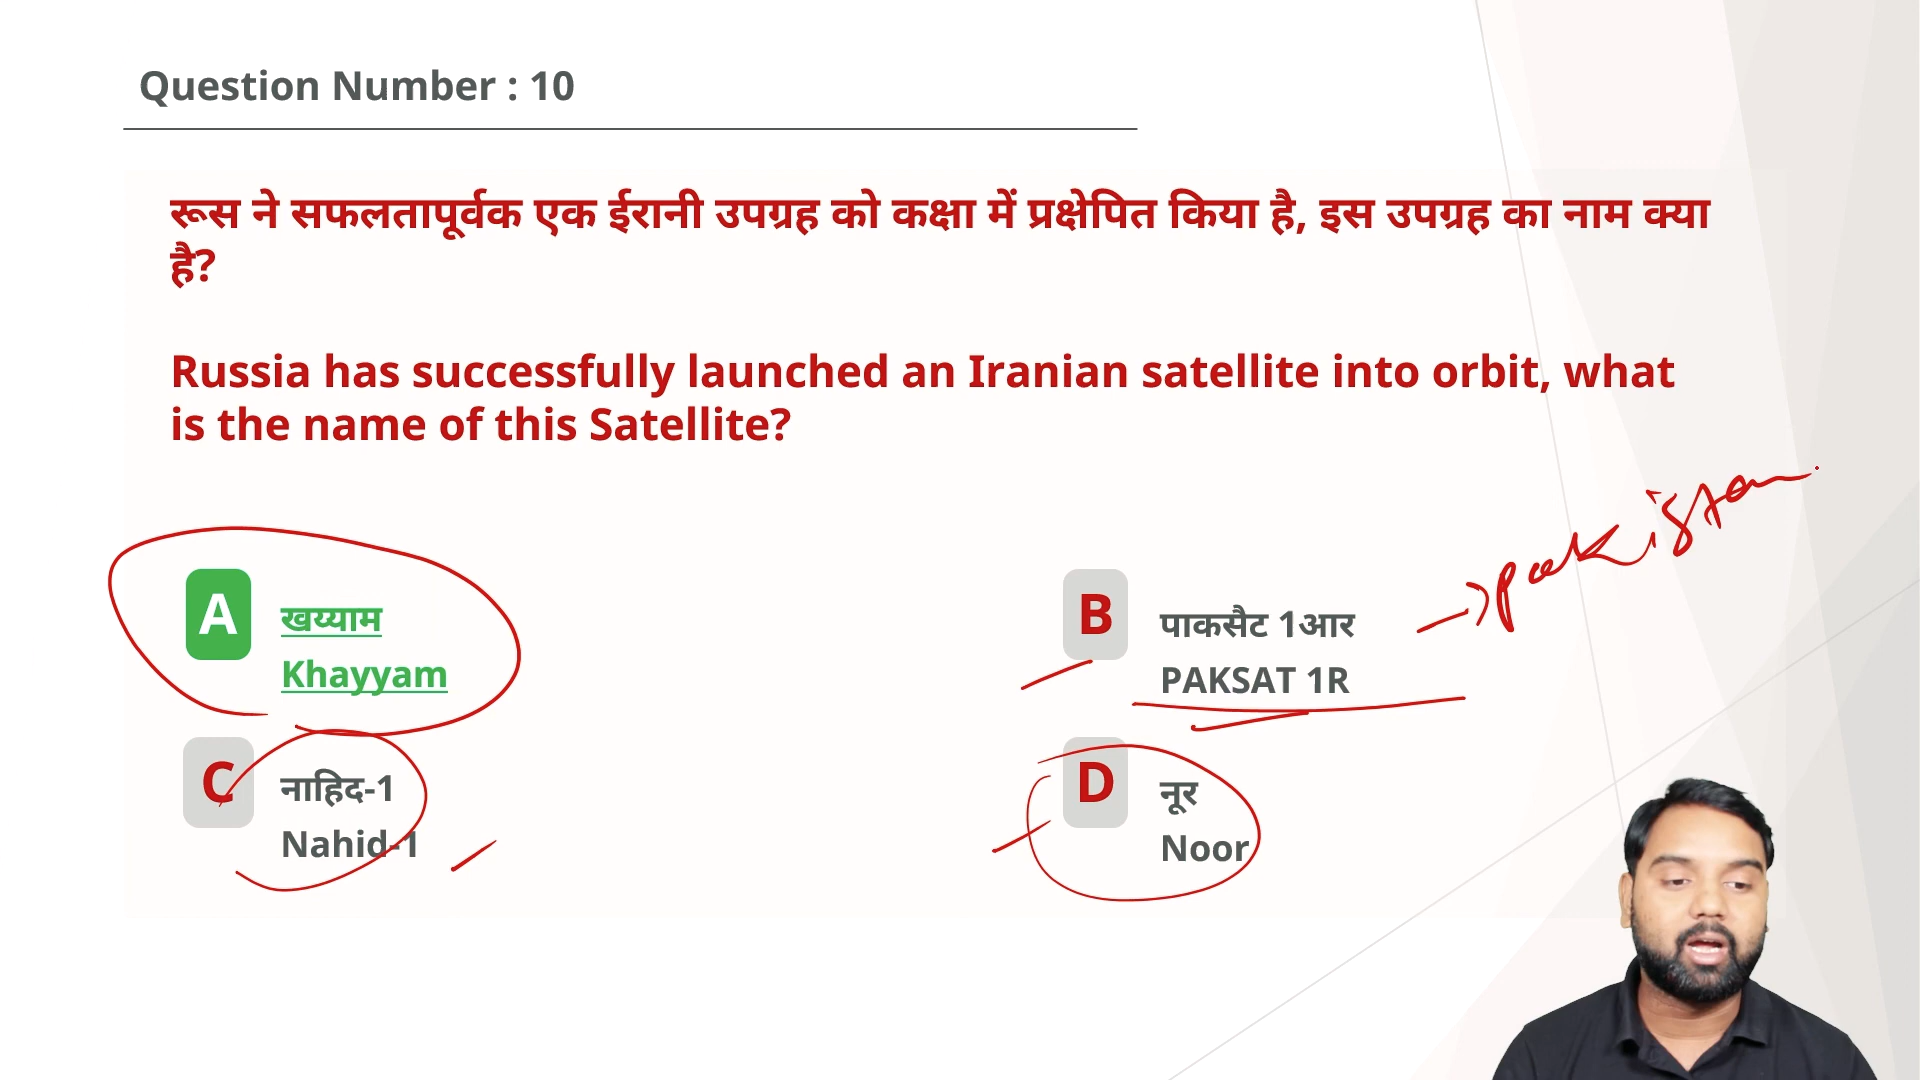 Question Number : 10
रूस ने सफलतापूर्वक एक ईरानी उपग्रह को कक्षा में प्रक्षेपित किया है, इस उपग्रह का नाम क्या
है?
Russia has successfully launched an Iranian satellite into orbit, what
is the name of this Satellite?
A
खय्याम
Khayyam
B
पाकसैट 1आर
PAKSAT 1R
→ Pakistan
C
नाहिद-1
Nahid-1
D
नूर
Noor